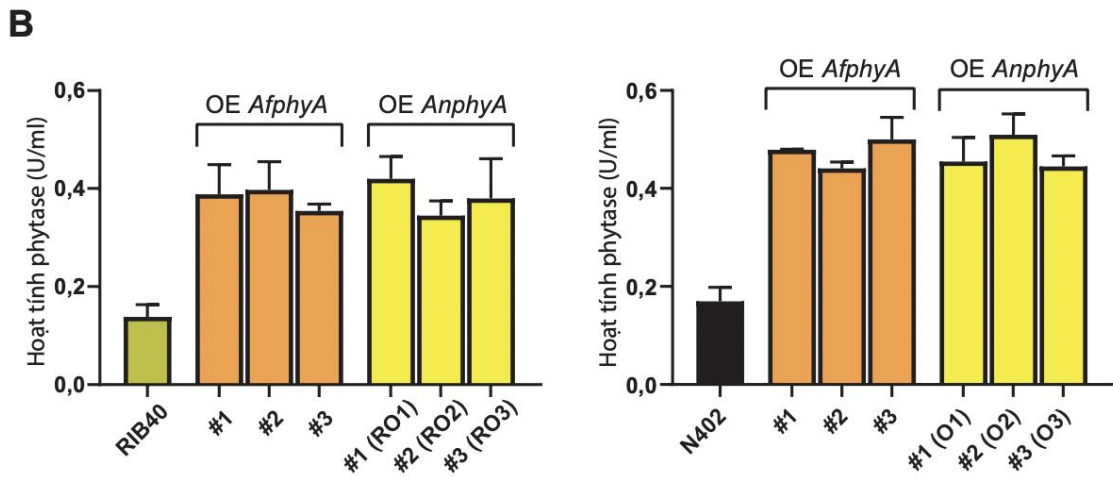 B
Hoạt tính phytase (U/ml)
0,6
0,4
0,2
0,0
OE AfphyA
OE AnphyA
RIB40
#1
#2
#3
#1 (RO1)
#2 (RO2)
#3 (RO3)
Hoạt tính phytase (U/ml)
0,6
0,4
0,2
0,0
OE AfphyA
OE AnphyA
N402
#1
#2
#3
#1 (O1)
#2 (O2)
#3 (O3)